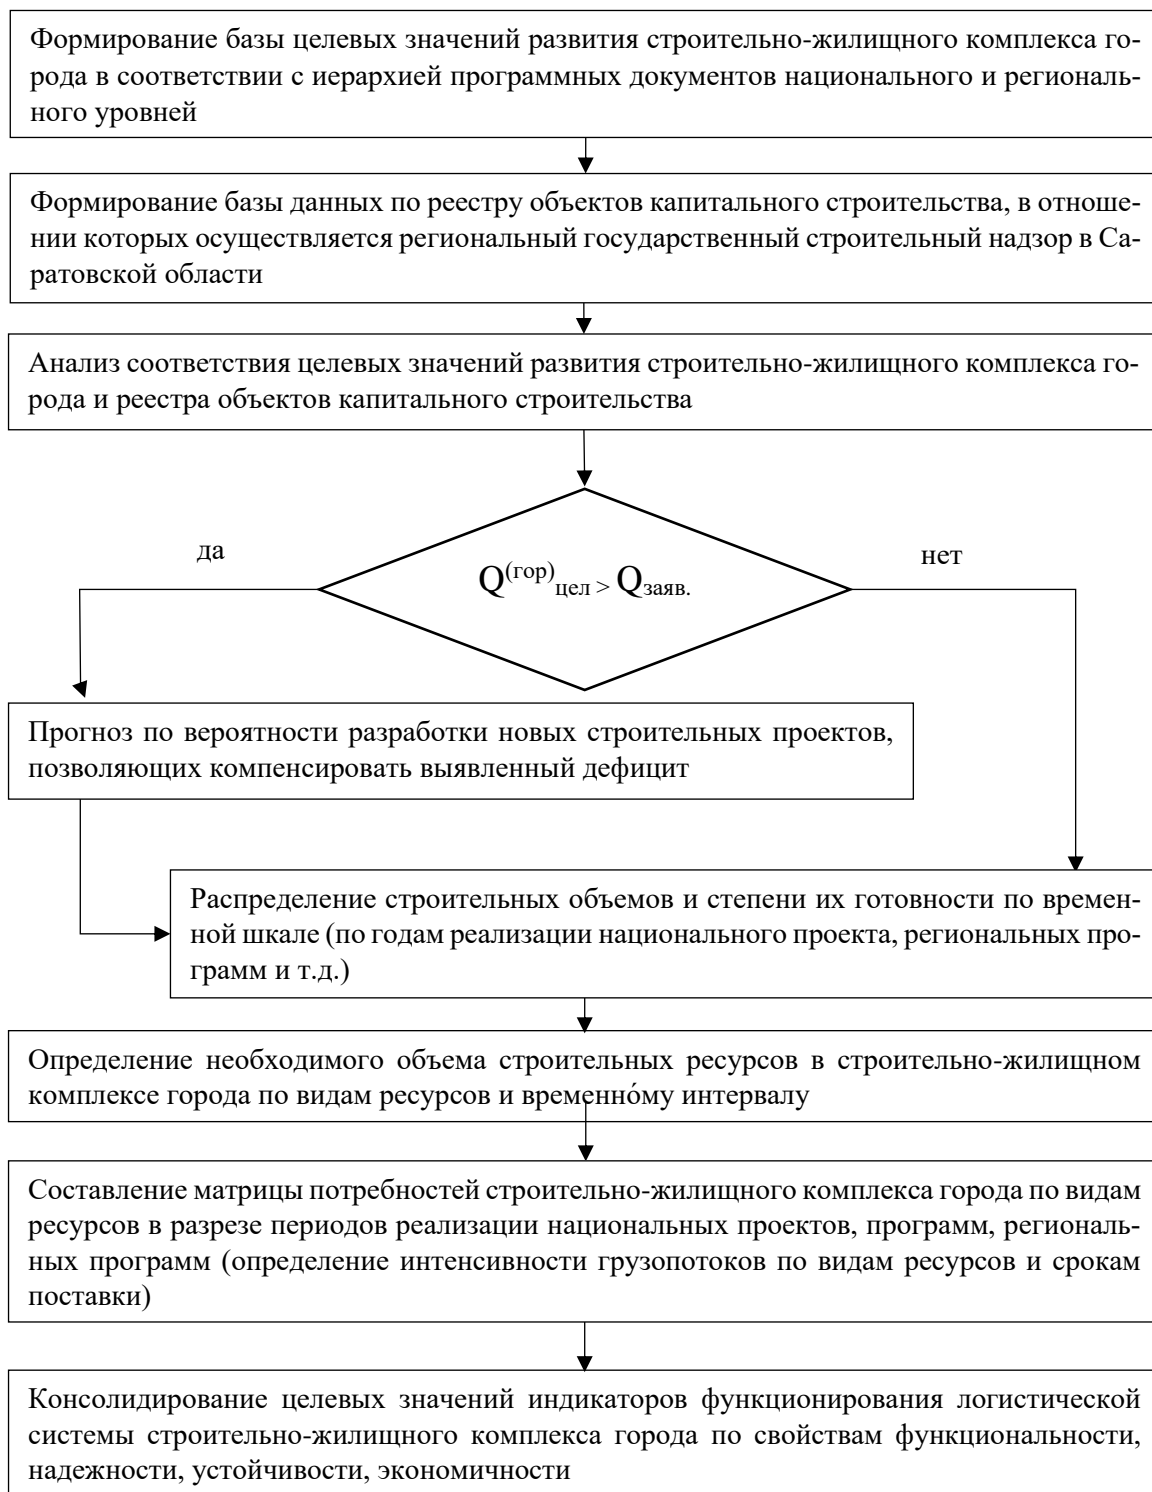 Формирование базы целевых значений развития строительно-жилищного комплекса го-
рода в соответствии с иерархией программных документов национального и региональ-
ного уровней
Формирование базы данных по реестру объектов капитального строительства, в отноше-
нии которых осуществляется региональный государственный строительный надзор в Са-
ратовской области
Анализ соответствия целевых значений развития строительно-жилищного комплекса го-
рода и реестра объектов капитального строительства
да
нет
Q(гор)цел > Qзаяв.
Прогноз по вероятности разработки новых строительных проектов,
позволяющих компенсировать выявленный дефицит
Распределение строительных объемов и степени их готовности по времен-
ной шкале (по годам реализации национального проекта, региональных про-
грамм и т.д.)
Определение необходимого объема строительных ресурсов в строительно-жилищном
комплексе города по видам ресурсов и временно́му интервалу
Составление матрицы потребностей строительно-жилищного комплекса города по видам
ресурсов в разрезе периодов реализации национальных проектов, программ, региональ-
ных программ (определение интенсивности грузопотоков по видам ресурсов и срокам
поставки)
Консолидирование целевых значений индикаторов функционирования логистической
системы строительно-жилищного комплекса города по свойствам функциональности,
надежности, устойчивости, экономичности